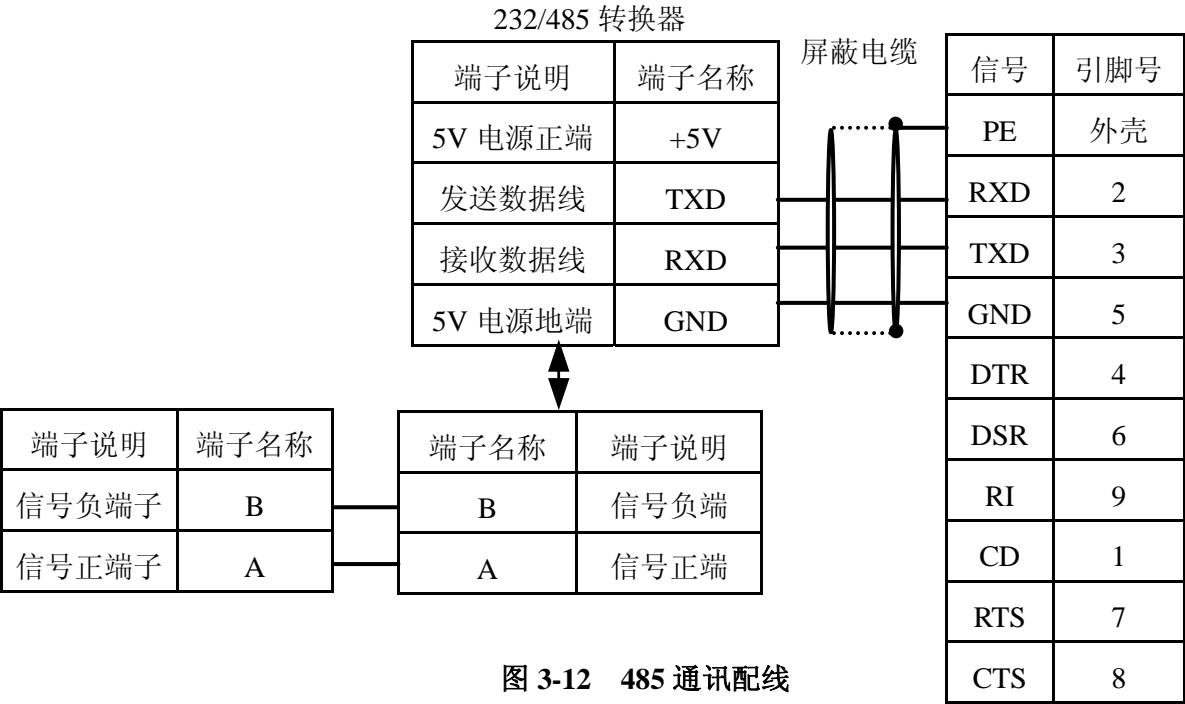 232/485 转换器
端子说明 端子名称
5V 电源正端 +5V
发送数据线 TXD
接收数据线 RXD
5V 电源地端 GND
屏蔽电缆
信号 引脚号
PE 外壳
RXD 2
TXD 3
GND 5
DTR 4
DSR 6
RI 9
CD 1
RTS 7
CTS 8
端子说明 端子名称
信号负端子 B
信号正端子 A
端子名称 端子说明
B 信号负端
A 信号正端
图 3-12 485 通讯配线